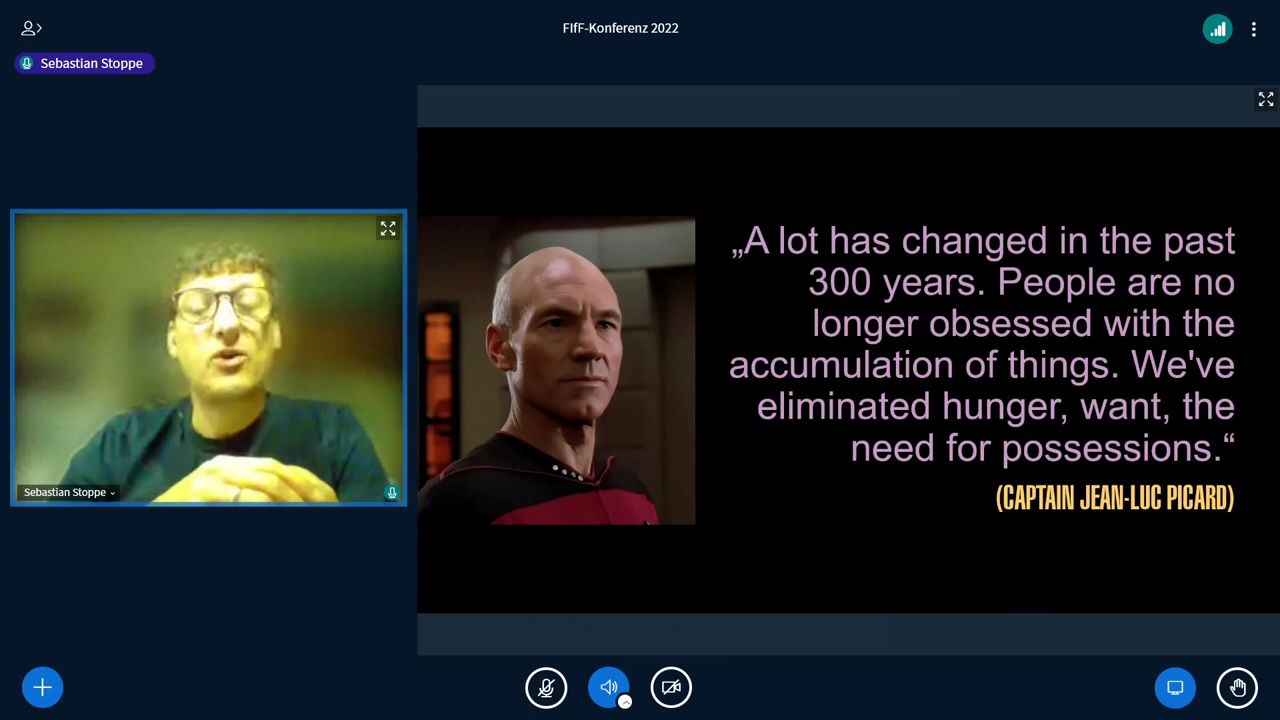 FIfF-Konferenz 2022
Sebastian Stoppe
Sebastian Stoppe
„A lot has changed in the past
300 years. People are no
longer obsessed with the
accumulation of things. We've
eliminated hunger, want, the
need for possessions.“
(CAPTAIN JEAN-LUC PICARD)